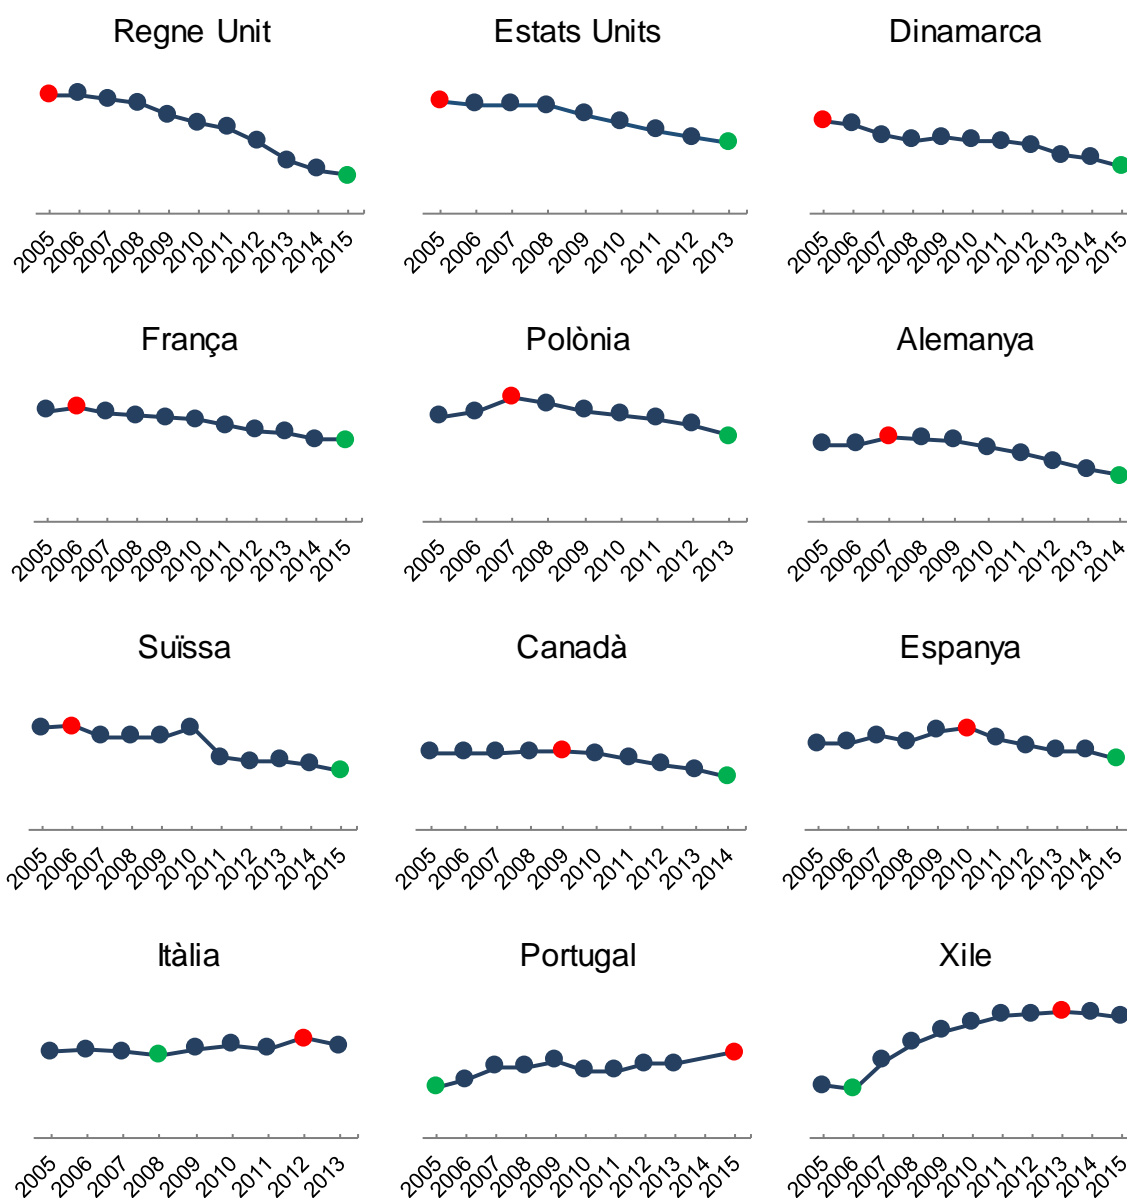 Regne Unit
Estats Units
Dinamarca
2005 2006 2007 2008 2009 2010 2011 2012 2013 2014 2015
2005 2006 2007 2008 2009 2010 2011 2012 2013
2005 2006 2007 2008 2009 2010 2011 2012 2013 2014 2015
França
Polònia
Alemanya
2005 2006 2007 2008 2009 2010 2011 2012 2013 2014 2015
2005 2006 2007 2008 2009 2010 2011 2012 2013
2005 2006 2007 2008 2009 2010 2011 2012 2013 2014
Suïssa
Canadà
Espanya
2005 2006 2007 2008 2009 2010 2011 2012 2013 2014 2015
2005 2006 2007 2008 2009 2010 2011 2012 2013 2014
2005 2006 2007 2008 2009 2010 2011 2012 2013 2014 2015
Itàlia
Portugal
Xile
2005 2006 2007 2008 2009 2010 2011 2012 2013
2005 2006 2007 2008 2009 2010 2011 2012 2013 2014 2015
2005 2006 2007 2008 2009 2010 2011 2012 2013 2014 2015